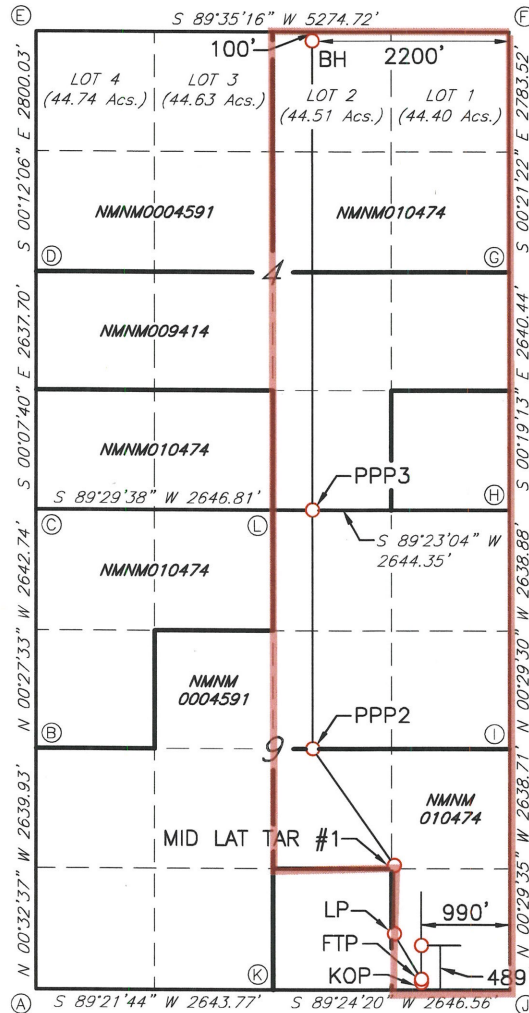 Ⓔ
S 89°35'16" W 5274.72'
Ⓕ
100'
BH
2200'
LOT 4
(44.74 Acs.)
LOT 3
(44.63 Acs.)
LOT 2
(44.51 Acs.)
LOT 1
(44.40 Acs.)
S 00°12'06" E 2800.03'
S 00°21'22" E 2783.52'
NMNM0004591
NMNM010474
Ⓓ
4
Ⓖ
NMNM009414
S 00°07'40" E 2637.70'
S 00°19'13" E 2640.44'
NMNM010474
PPP3
S 89°29'38" W 2646.81'
Ⓗ
Ⓒ
Ⓛ
S 89°23'04" W
2644.35'
NMNM010474
N 00°27'33" W 2642.74'
N 00°29'30" W 2638.88'
NMNM
0004591
PPP2
Ⓑ
9
Ⓘ
NMNM
010474
MID LAT TAR #1
N 00°32'37" W 2639.93'
N 00°29'35" W 2638.71'
LP
990'
FTP
KOP
489
Ⓚ
Ⓐ
S 89°21'44" W 2643.77'
S 89°24'20" W 2646.56'
Ⓙ